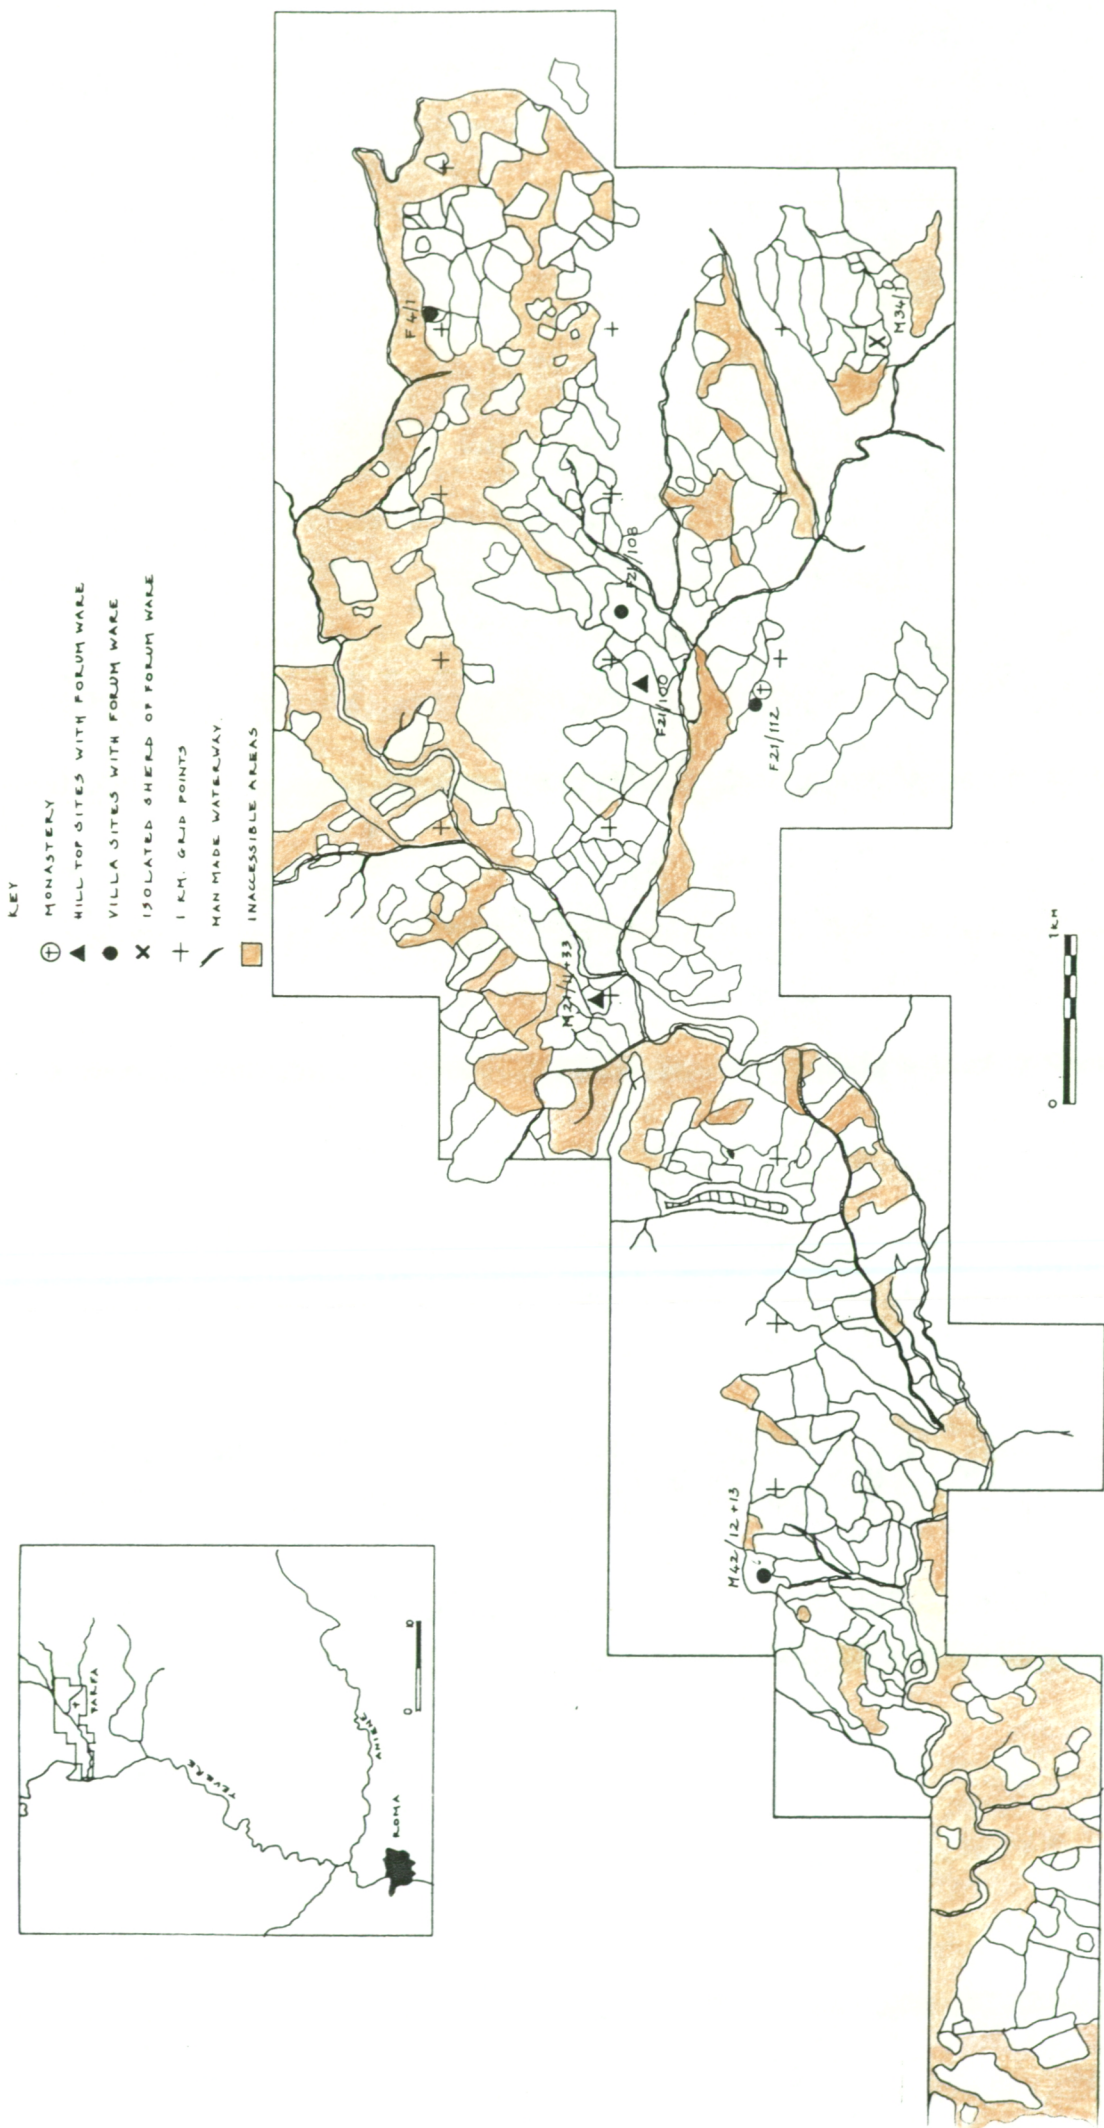 KEY
MONASTERY
HILL TOP SITES WITH FORUM WARE
VILLA SITES WITH FORUM WARE
ISOLATED SHERD OF FORUM WARE
1 KM. GRID POINTS
MAN MADE WATERWAY.
INACCESSIBLE AREAS
F4/1
M34/1
F21/108
F21/100
F21/112
M27/11+33
M42/12+13
0 1KM
FARFA
TEVERE
ANIENE
ROMA
0 10